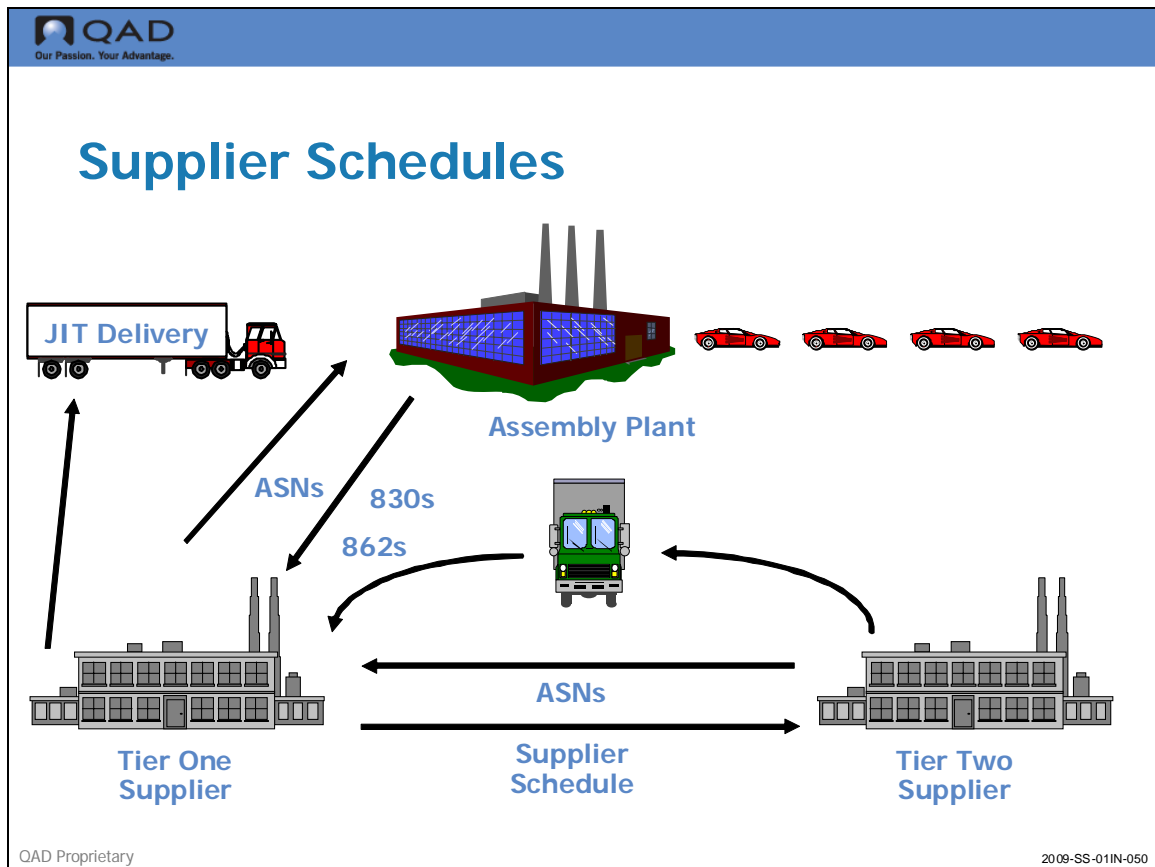 QAD
Our Passion. Your Advantage.
Supplier Schedules
JIT Delivery
Assembly Plant
ASNs
830s
862s
ASNs
Supplier
Schedule
Tier One
Supplier
Tier Two
Supplier
QAD Proprietary
2009-SS-01IN-050